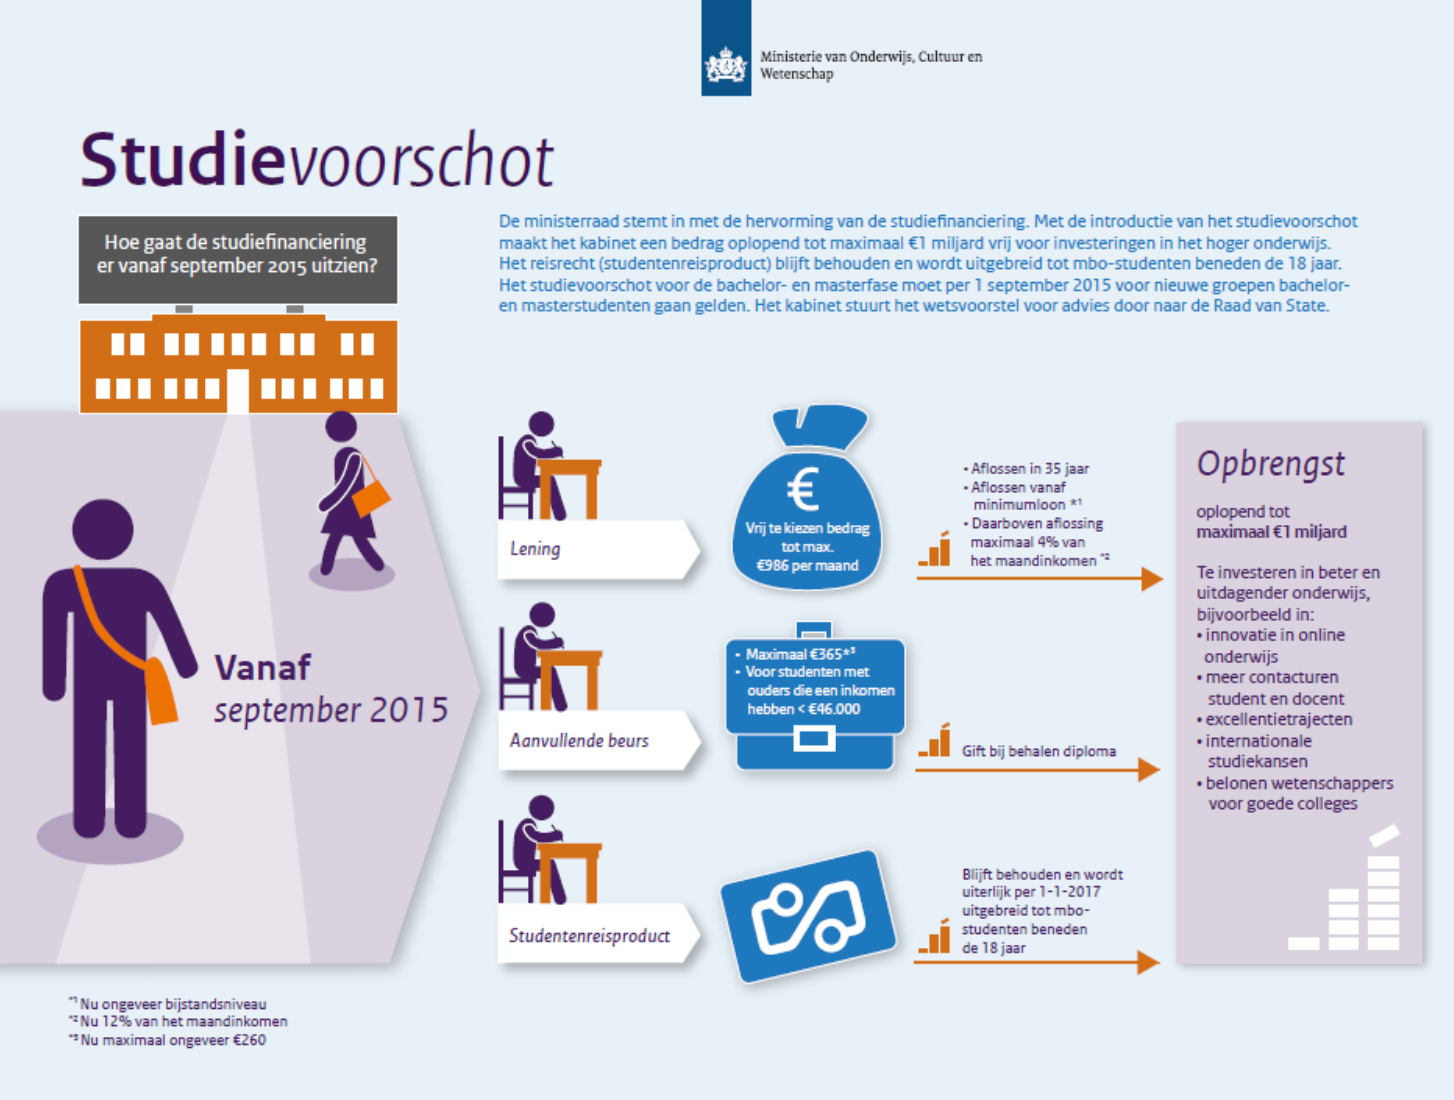 Ministerie van Onderwijs, Cultuur en
Wetenschap
Studievoorschot
Hoe gaat de studiefinanciering
er vanaf september 2015 uitzien?
De ministerraad stemt in met de hervorming van de studiefinanciering. Met de introductie van het studievoorschot
maakt het kabinet een bedrag oplopend tot maximaal €1 miljard vrij voor investeringen in het hoger onderwijs.
Het reisrecht (studentenreisproduct) blijft behouden en wordt uitgebreid tot mbo-studenten beneden de 18 jaar.
Het studievoorschot voor de bachelor- en masterfase moet per 1 september 2015 voor nieuwe groepen bachelor-
en masterstudenten gaan gelden. Het kabinet stuurt het wetsvoorstel voor advies door naar de Raad van State.
Vanaf
september 2015
Lening
€
Vrij te kiezen bedrag
tot max.
€986 per maand
• Aflossen in 35 jaar
• Aflossen vanaf
minimumloon *1
• Daarboven aflossing
maximaal 4% van
het maandinkomen *2
Aanvullende beurs
• Maximaal €365*3
• Voor studenten met
ouders die een inkomen
hebben < €46.000
Gift bij behalen diploma
Studentenreisproduct
Blijft behouden en wordt
uiterlijk per 1-1-2017
uitgebreid tot mbo-
studenten beneden
de 18 jaar
Opbrengst
oplopend tot
maximaal €1 miljard
Te investeren in beter en
uitdagender onderwijs,
bijvoorbeeld in:
• innovatie in online
onderwijs
• meer contacturen
student en docent
• excellentietrajecten
• internationale
studiekansen
• belonen wetenschappers
voor goede colleges
*1 Nu ongeveer bijstandsniveau
*2 Nu 12% van het maandinkomen
*3 Nu maximaal ongeveer €260